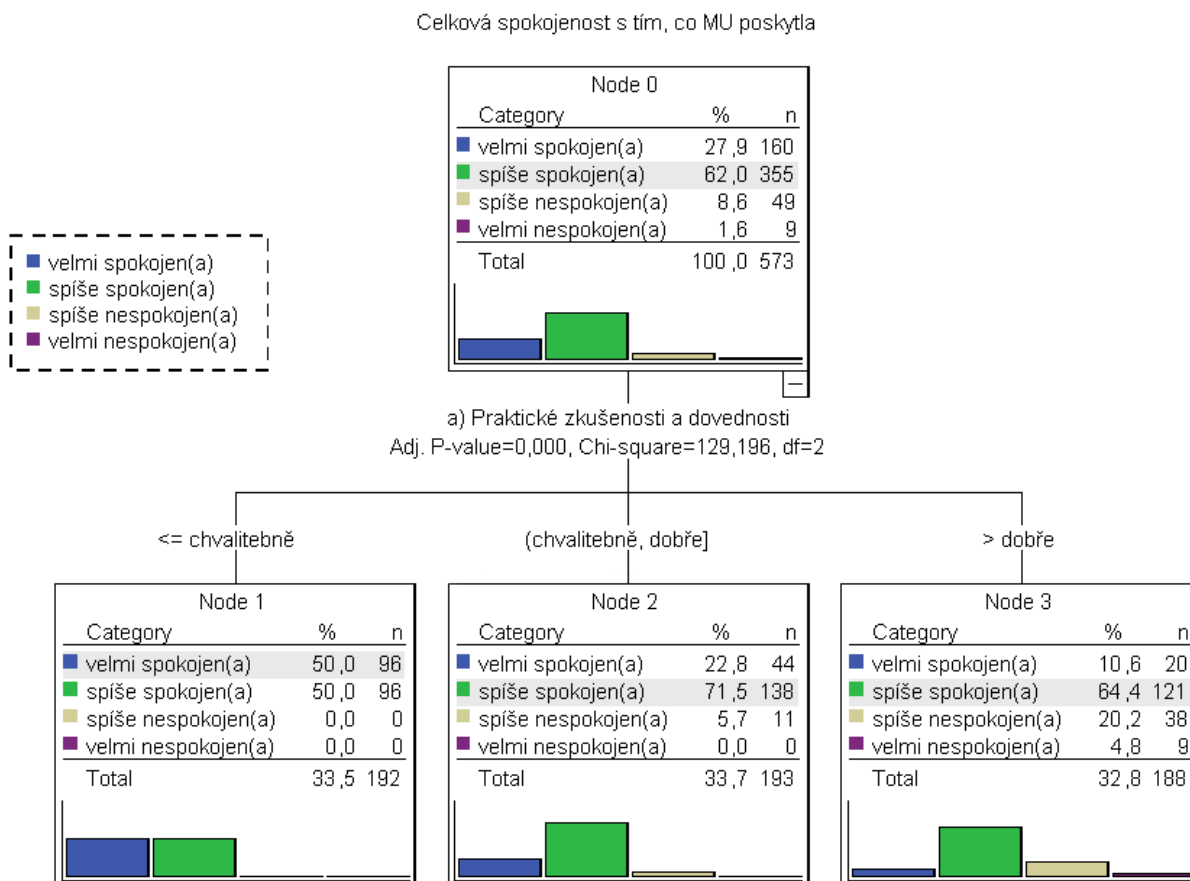 Celková spokojenost s tím, co MU poskytla
Node 0
Category % n
velmi spokojen(a) 27,9 160
spíše spokojen(a) 62,0 355
spíše nespokojen(a) 8,6 49
velmi nespokojen(a) 1,6 9
Total 100,0 573
velmi spokojen(a)
spíše spokojen(a)
spíše nespokojen(a)
velmi nespokojen(a)
a) Praktické zkušenosti a dovednosti
Adj. P-value=0,000, Chi-square=129,196, df=2
<= chvalitebně
(chvalitebně, dobře]
> dobře
Node 1
Category % n
velmi spokojen(a) 50,0 96
spíše spokojen(a) 50,0 96
spíše nespokojen(a) 0,0 0
velmi nespokojen(a) 0,0 0
Total 33,5 192
Node 2
Category % n
velmi spokojen(a) 22,8 44
spíše spokojen(a) 71,5 138
spíše nespokojen(a) 5,7 11
velmi nespokojen(a) 0,0 0
Total 33,7 193
Node 3
Category % n
velmi spokojen(a) 10,6 20
spíše spokojen(a) 64,4 121
spíše nespokojen(a) 20,2 38
velmi nespokojen(a) 4,8 9
Total 32,8 188